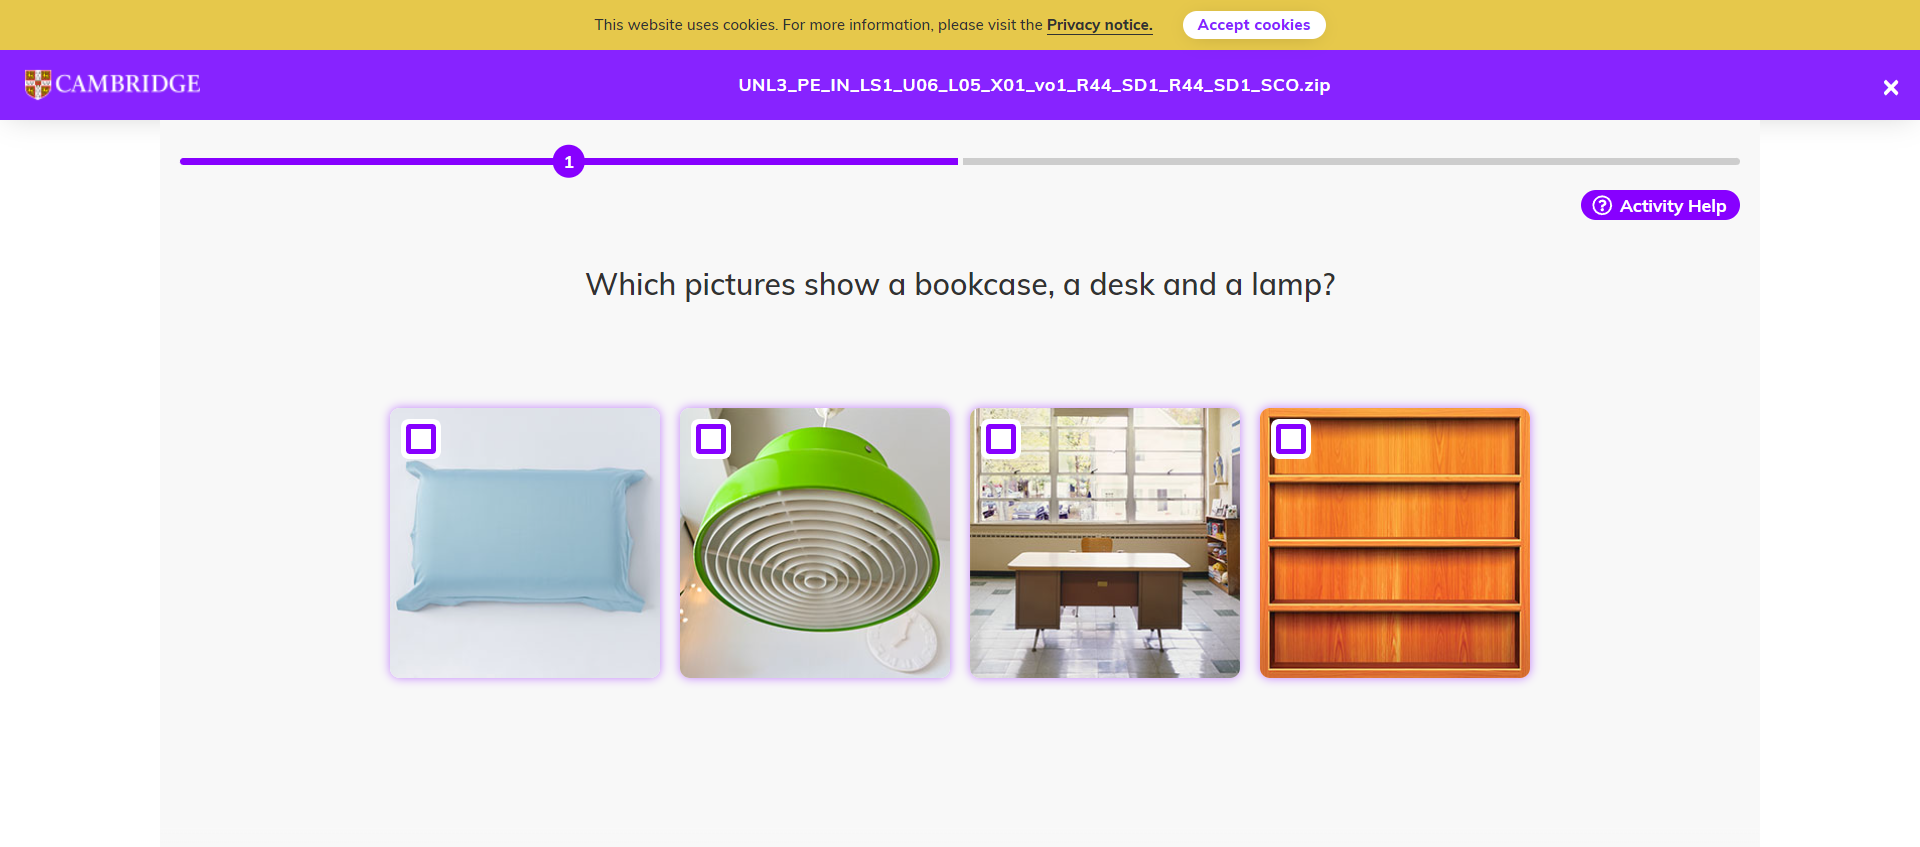 This website uses cookies. For more information, please visit the Privacy notice.
Accept cookies
CAMBRIDGE
UNL3_PE_IN_LS1_U06_L05_X01_vo1_R44_SD1_R44_SD1_SCO.zip
1
Activity Help
Which pictures show a bookcase, a desk and a lamp?